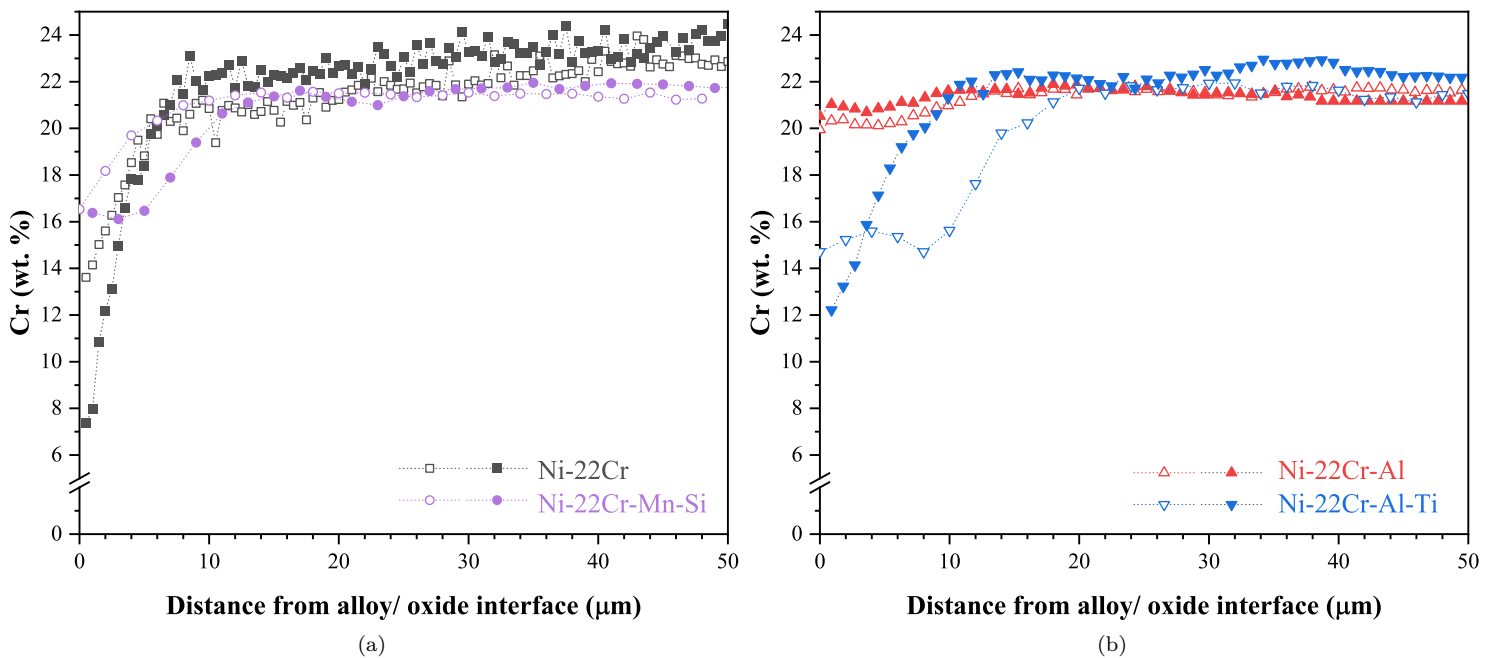 24
22
20
18
16
14
12
10
8
6
0
Cr (wt. %)
Ni-22Cr
Ni-22Cr-Mn-Si
0 10 20 30 40 50
Distance from alloy/ oxide interface (μm)
(a)
24
22
20
18
16
14
12
10
8
6
0
Cr (wt. %)
Ni-22Cr-Al
Ni-22Cr-Al-Ti
0 10 20 30 40 50
Distance from alloy/ oxide interface (μm)
(b)